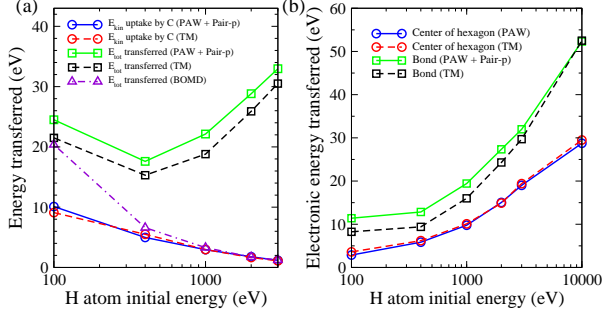 (a)
E_kin uptake by C (PAW + Pair-p)
E_kin uptake by C (TM)
E_tot transferred (PAW + Pair-p)
E_tot transferred (TM)
E_tot transferred (BOMD)
Energy transferred (eV)
40
30
20
10
0
100
1000
H atom initial energy (eV)
(b)
Center of hexagon (PAW)
Center of hexagon (TM)
Bond (PAW + Pair-p)
Bond (TM)
Electronic energy transferred (eV)
60
50
40
30
20
10
0
100
1000
10000
H atom initial energy (eV)